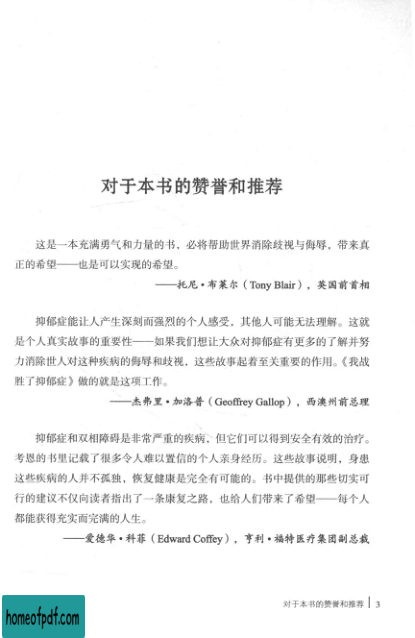 对于本书的赞誉和推荐
这是一本充满勇气和力量的书，必将帮助世界消除歧视与侮辱，带来真
正的希望——也是可以实现的希望。
——托尼·布莱尔（Tony Blair），英国前首相
抑郁症能让人产生深刻而强烈的个人感受，其他人可能无法理解。这就
是个人真实故事的重要性——如果我们想让大众对抑郁症有更多的了解并努
力消除世人对这种疾病的侮辱和歧视，这些故事起着至关重要的作用。《我战
胜了抑郁症》做的就是这项工作。
——杰弗里·加洛普（Geoffrey Gallop），西澳州前总理
抑郁症和双相障碍是非常严重的疾病，但它们可以得到安全有效的治疗。
考恩的书里记载了很多令人难以置信的个人亲身经历。这些故事说明，身患
这些疾病的人并不孤独，恢复健康是完全有可能的。书中提供的那些切实可
行的建议不仅向读者指出了一条康复之路，也给人们带来了希望——每个人
都能获得充实而完满的人生。
——爱德华·科菲（Edward Coffey），亨利·福特医疗集团副总裁
对于本书的赞誉和推荐 | 3
homeofpdf.com